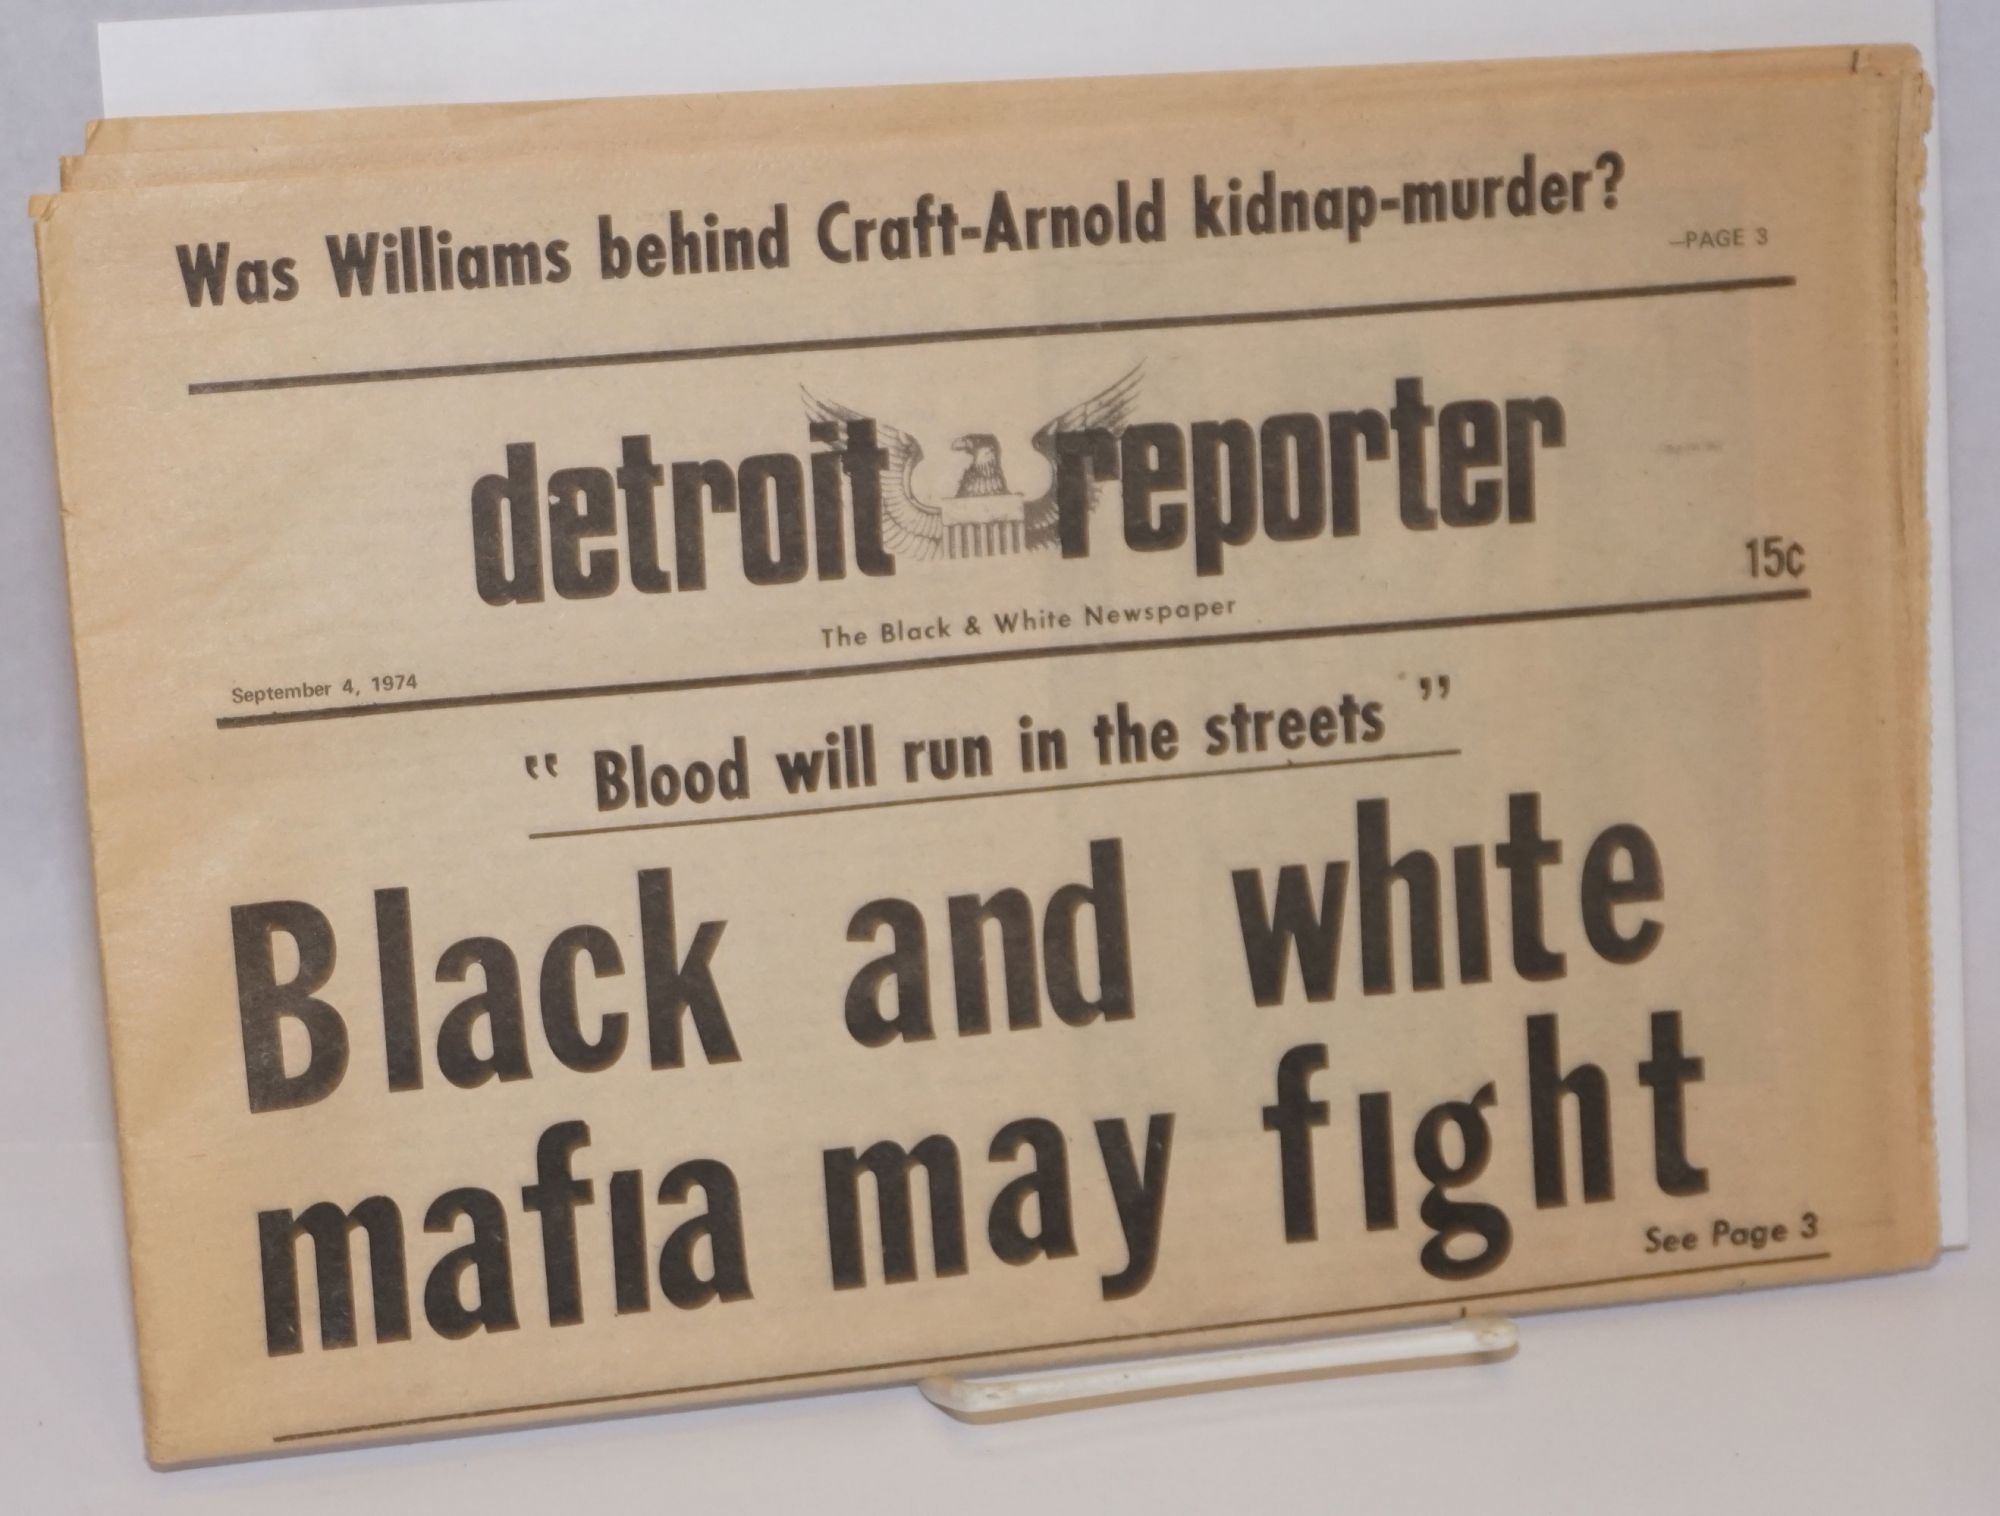 Was Williams behind Craft-Arnold kidnap-murder?
—PAGE 3
detroit reporter
15¢
The Black & White Newspaper
September 4, 1974
"Blood will run in the streets"
Black and white
mafia may fight
See Page 3